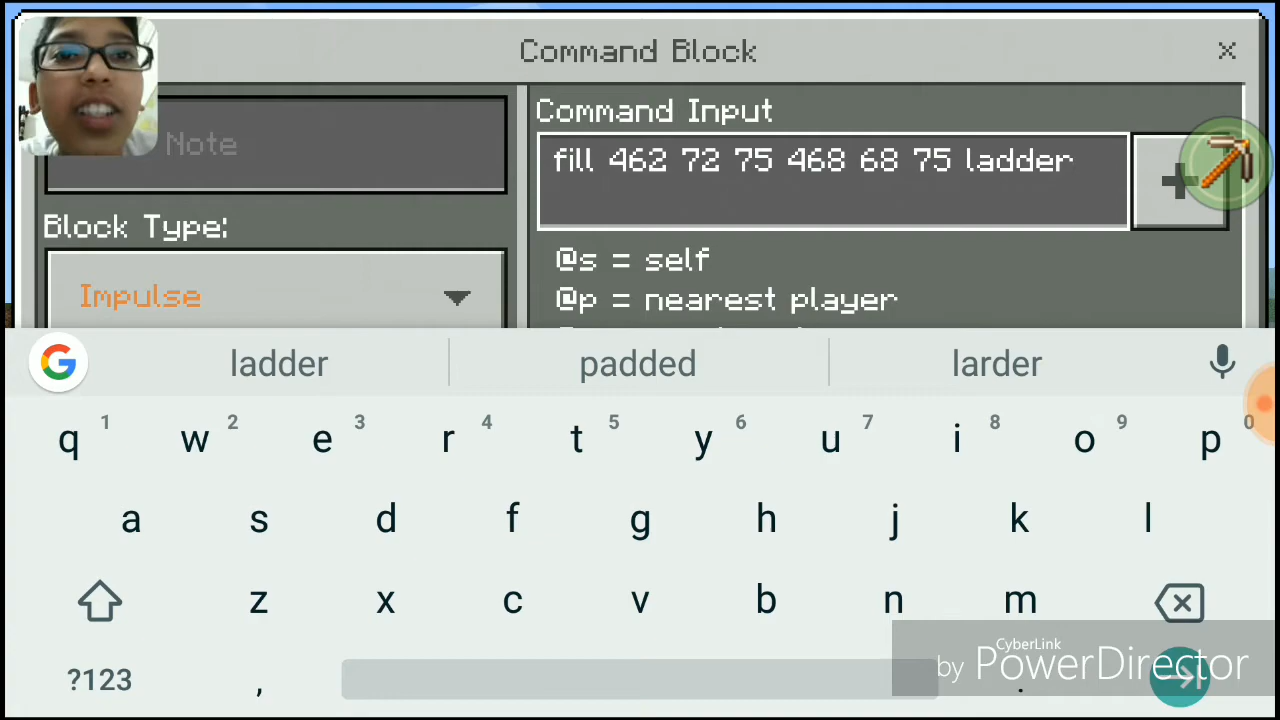 Command Block
Note
Command Input
fill 462 72 75 468 68 75 ladder
Block Type:
@s = self
Impulse
@p = nearest player
ladder padded larder
1 2 3 4 5 6 7 8 9 0
q w e r t y u i o p
a s d f g h j k l
z x c v b n m
?123 , .
CyberLink
by PowerDirector